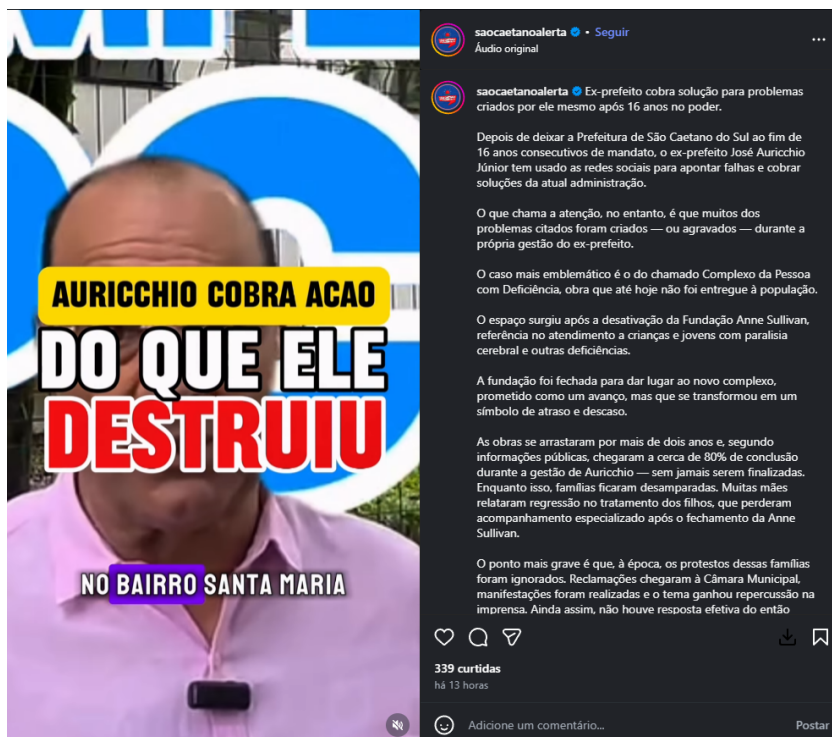 AURICCHIO COBRA ACAO
DO QUE ELE
DESTRUIU
NO BAIRRO SANTA MARIA
saocaetanoalerta • Seguir
Áudio original
saocaetanoalerta Ex-prefeito cobra solução para problemas
criados por ele mesmo após 16 anos no poder.
Depois de deixar a Prefeitura de São Caetano do Sul ao fim de
16 anos consecutivos de mandato, o ex-prefeito José Auricchio
Júnior tem usado as redes sociais para apontar falhas e cobrar
soluções da atual administração.
O que chama a atenção, no entanto, é que muitos dos
problemas citados foram criados — ou agravados — durante a
própria gestão do ex-prefeito.
O caso mais emblemático é o do chamado Complexo da Pessoa
com Deficiência, obra que até hoje não foi entregue à população.
O espaço surgiu após a desativação da Fundação Anne Sullivan,
referência no atendimento a crianças e jovens com paralisia
cerebral e outras deficiências.
A fundação foi fechada para dar lugar ao novo complexo,
prometido como um avanço, mas que se transformou em um
símbolo de atraso e descaso.
As obras se arrastaram por mais de dois anos e, segundo
informações públicas, chegaram a cerca de 80% de conclusão
durante a gestão de Auricchio — sem jamais serem finalizadas.
Enquanto isso, famílias ficaram desamparadas. Muitas mães
relataram regressão no tratamento dos filhos, que perderam
acompanhamento especializado após o fechamento da Anne
Sullivan.
O ponto mais grave é que, à época, os protestos dessas famílias
foram ignorados. Reclamações chegaram à Câmara Municipal,
manifestações foram realizadas e o tema ganhou repercussão na
imprensa. Ainda assim, não houve resposta efetiva do então
339 curtidas
há 13 horas
Adicione um comentário...
Postar